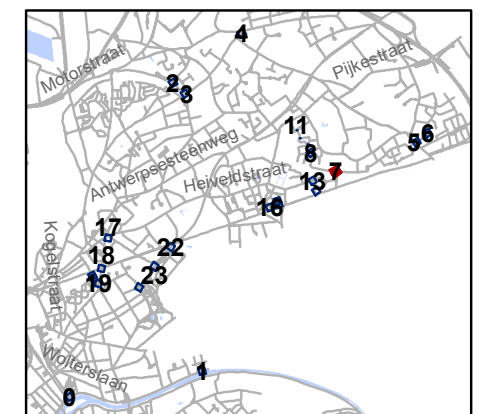 4
Motorstraat
Pijkestraat
2
3
11
6
5
Antwerpsesteenweg
8
7
Heiveldstraat
13
16
17
Kogelstraat
22
18
23
19
Wolterslaan
1
0